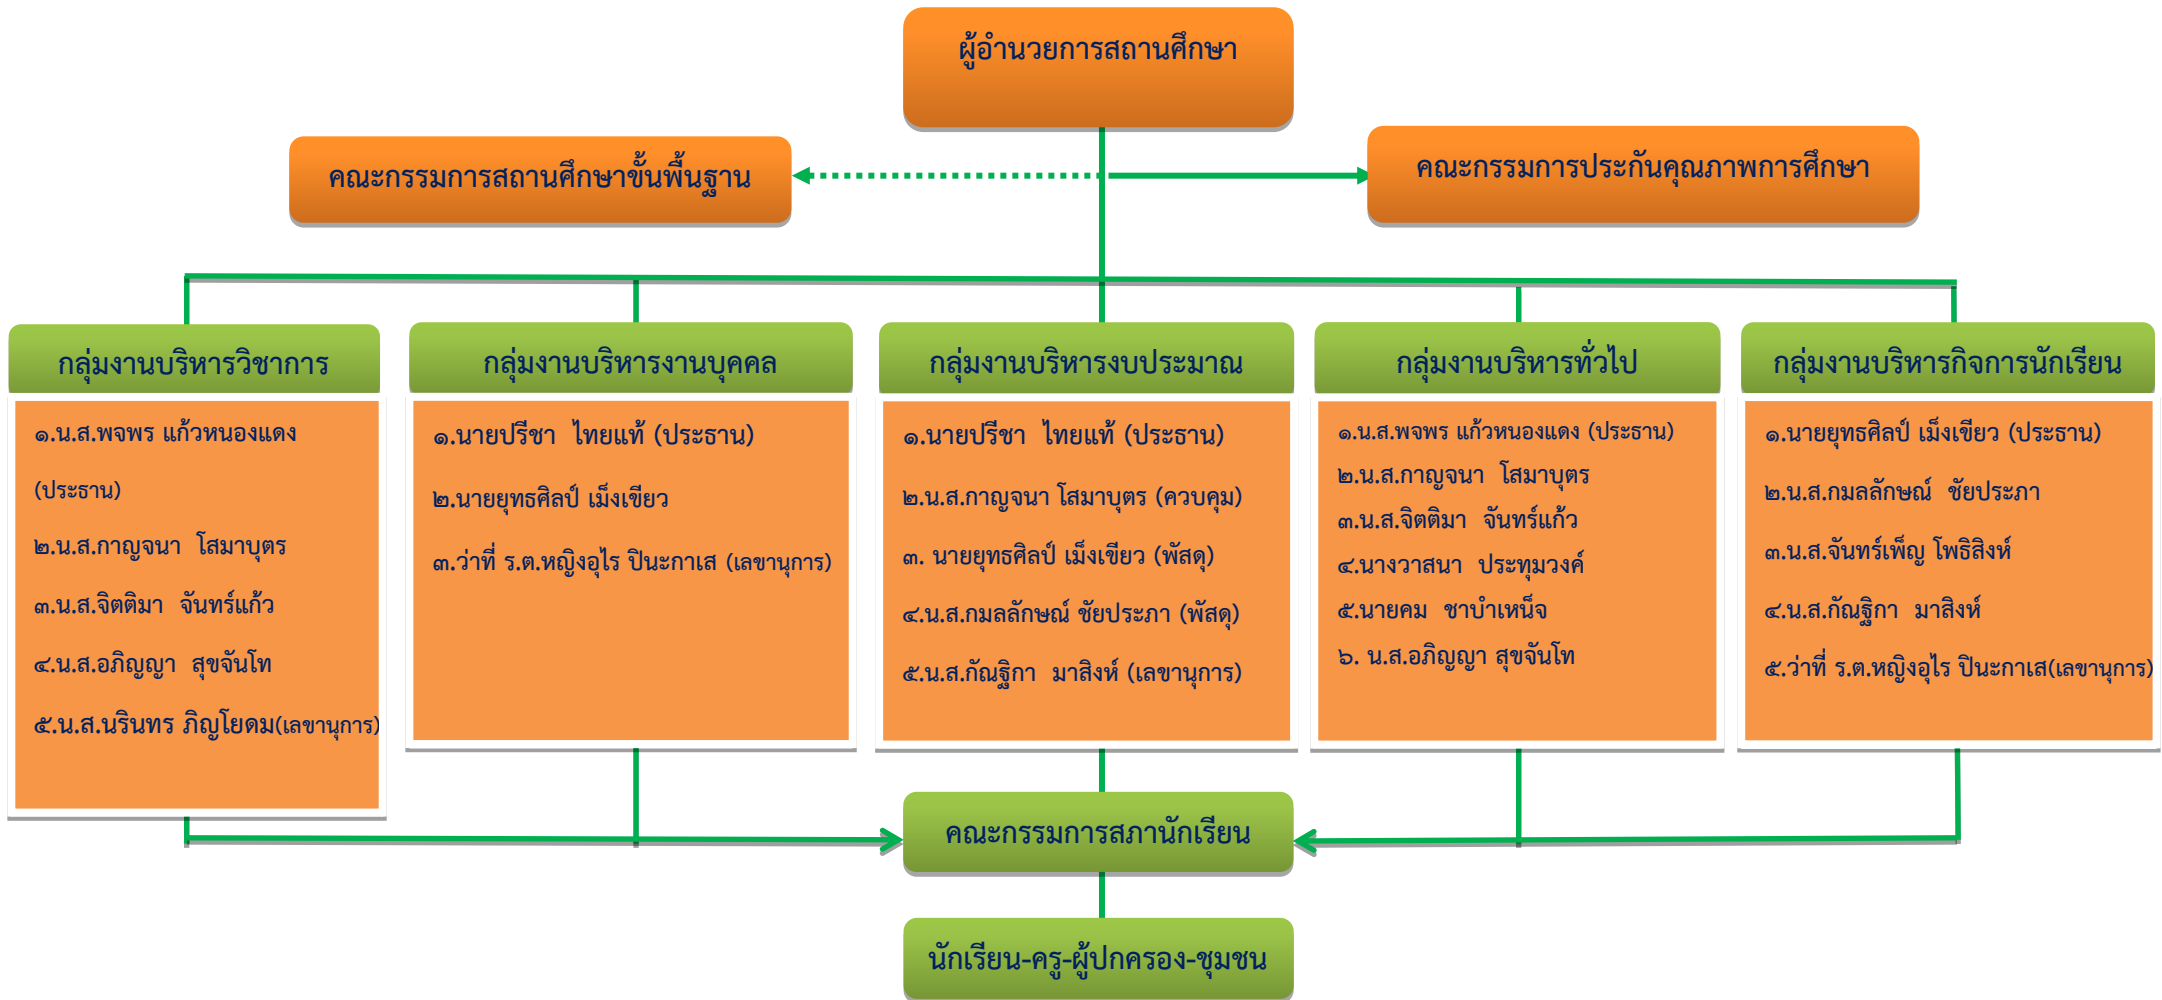 ผู้อำนวยการสถานศึกษา
คณะกรรมการสถานศึกษาขั้นพื้นฐาน
คณะกรรมการประกันคุณภาพการศึกษา
กลุ่มงานบริหารวิชาการ
๑.น.ส.พจพร แก้วหนองแดง
(ประธาน)
๒.น.ส.กาญจนา โสมาบุตร
๓.น.ส.จิตติมา จันทร์แก้ว
๔.น.ส.อภิญญา สุขจันโท
๕.น.ส.นรินทร ภิญโยดม(เลขานุการ)
กลุ่มงานบริหารงานบุคคล
๑.นายปรีชา ไทยแท้ (ประธาน)
๒.นายยุทธศิลป์ เม็งเขียว
๓.ว่าที่ ร.ต.หญิงอุไร ปินะกาเส (เลขานุการ)
กลุ่มงานบริหารงบประมาณ
๑.นายปรีชา ไทยแท้ (ประธาน)
๒.น.ส.กาญจนา โสมาบุตร (ควบคุม)
๓. นายยุทธศิลป์ เม็งเขียว (พัสดุ)
๔.น.ส.กมลลักษณ์ ชัยประภา (พัสดุ)
๕.น.ส.กัณฐิกา มาสิงห์ (เลขานุการ)
กลุ่มงานบริหารทั่วไป
๑.น.ส.พจพร แก้วหนองแดง (ประธาน)
๒.น.ส.กาญจนา โสมาบุตร
๓.น.ส.จิตติมา จันทร์แก้ว
๔.นางวาสนา ประทุมวงค์
๕.นายคม ชาบำเหน็จ
๖. น.ส.อภิญญา สุขจันโท
กลุ่มงานบริหารกิจการนักเรียน
๑.นายยุทธศิลป์ เม็งเขียว (ประธาน)
๒.น.ส.กมลลักษณ์ ชัยประภา
๓.น.ส.จันทร์เพ็ญ โพธิสิงห์
๔.น.ส.กัณฐิกา มาสิงห์
๕.ว่าที่ ร.ต.หญิงอุไร ปินะกาเส(เลขานุการ)
คณะกรรมการสภานักเรียน
นักเรียน-ครู-ผู้ปกครอง-ชุมชน